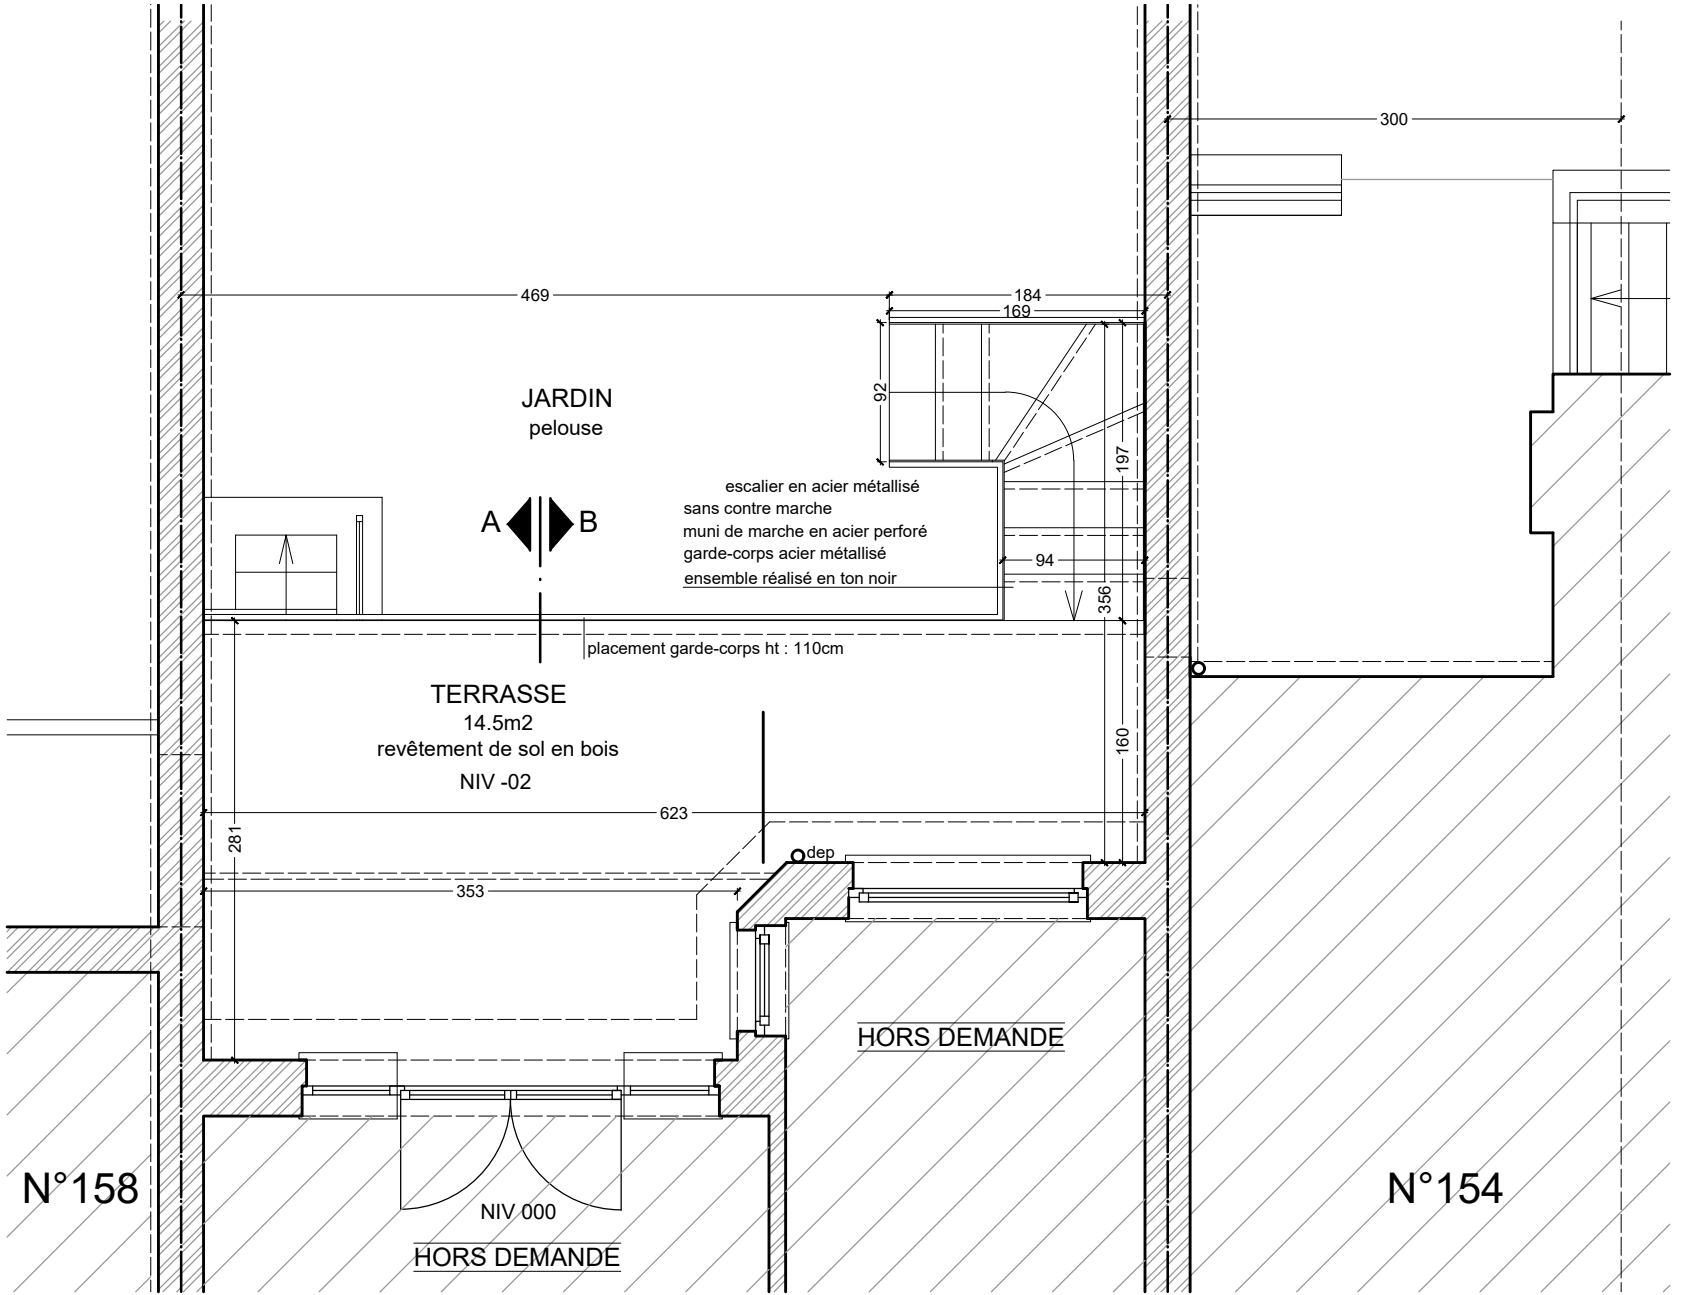 300
469
184
169
92
JARDIN
pelouse
197
escalier en acier métallisé
sans contre marche
muni de marche en acier perforé
garde-corps acier métallisé
ensemble réalisé en ton noir
A
B
94
356
placement garde-corps ht : 110cm
TERRASSE
14.5m2
revêtement de sol en bois
NIV -02
160
623
281
dep
353
HORS DEMANDE
N°158
N°154
NIV 000
HORS DEMANDE